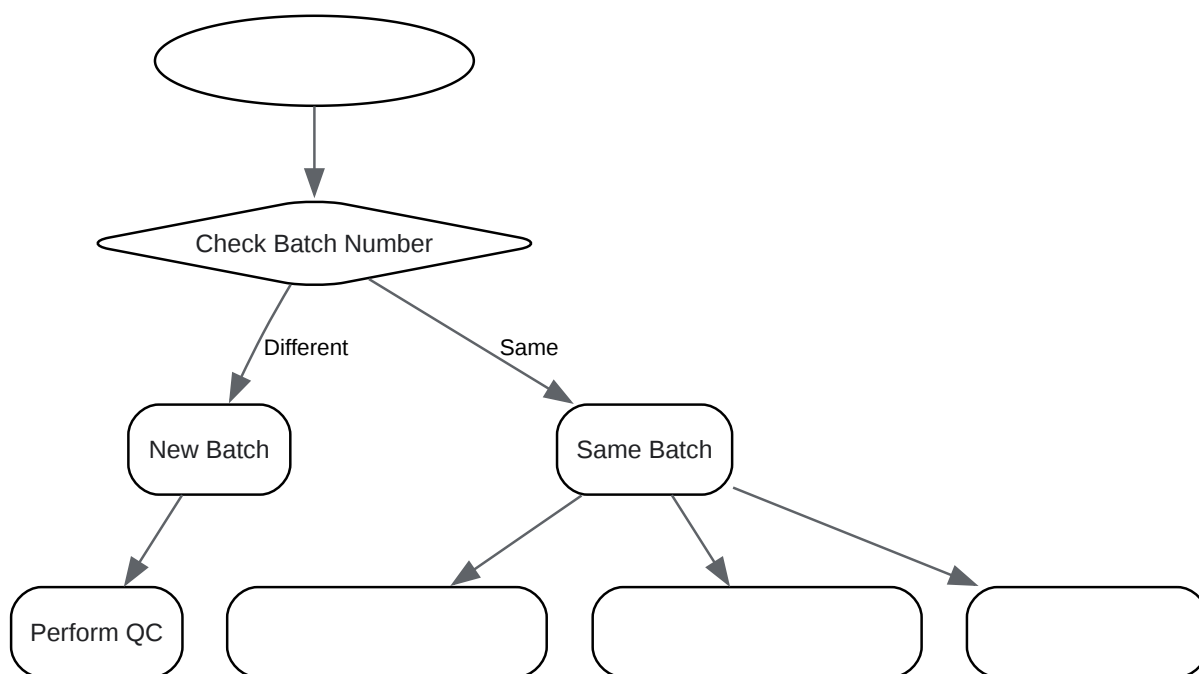 Check Batch Number
Different
Same
New Batch
Same Batch
Perform QC